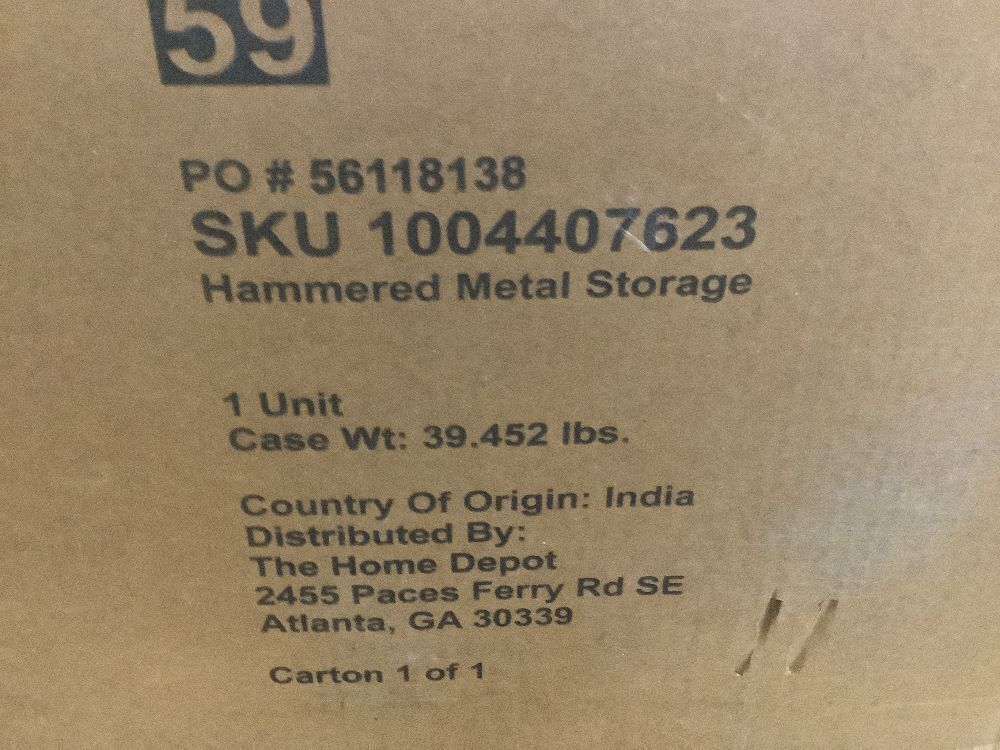 59
PO # 56118138
SKU 1004407623
Hammered Metal Storage
1 Unit
Case Wt: 39.452 lbs.
Country Of Origin: India
Distributed By:
The Home Depot
2455 Paces Ferry Rd SE
Atlanta, GA 30339
Carton 1 of 1